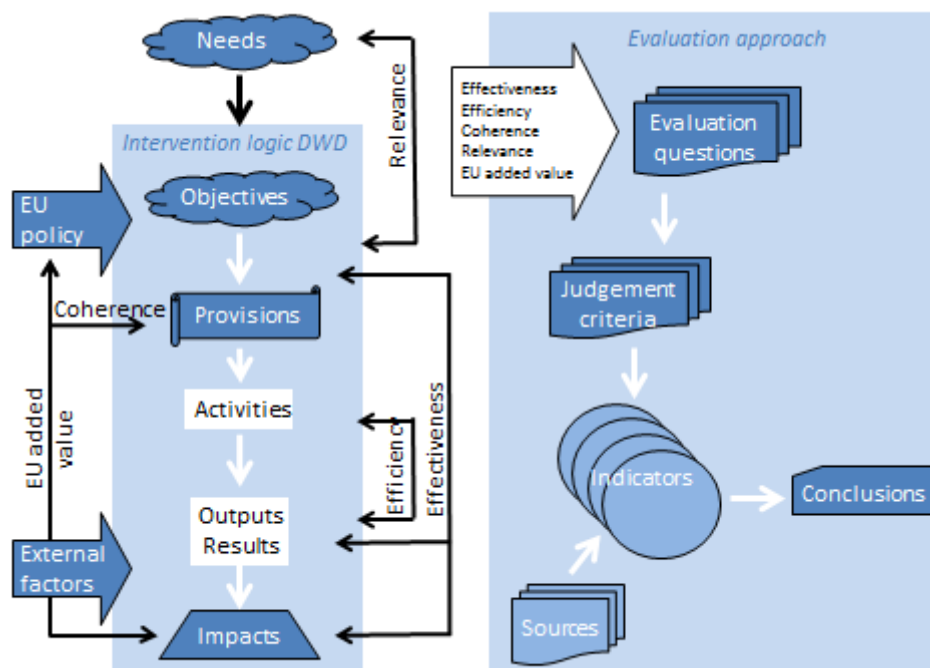 Needs
Relevance
Intervention logic DWD
Objectives
EU
policy
Coherence
Provisions
Activities
EU added
value
Efficiency
Effectiveness
Outputs
Results
External
factors
Impacts
Evaluation approach
Effectiveness
Efficiency
Coherence
Relevance
EU added value
Evaluation
questions
Judgement
criteria
Indicators
Conclusions
Sources